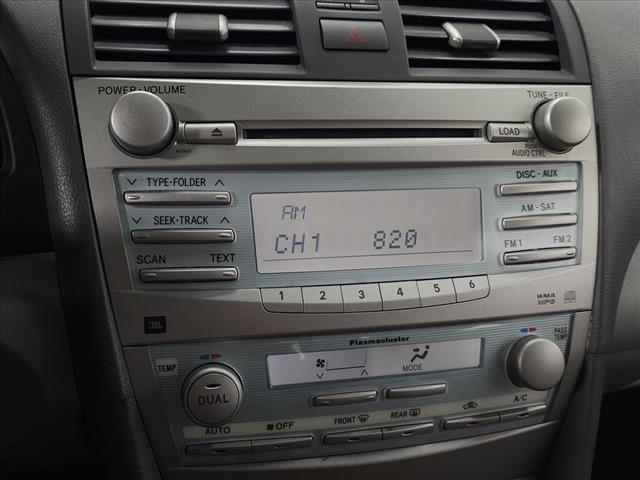 POWER·VOLUME
TUNE·FILE
LOAD
PUSH
AUDIO CTRL
∨ TYPE·FOLDER ∧
DISC·AUX
∨ SEEK·TRACK ∧
AM
AM·SAT
CH1 820
SCAN TEXT
FM1 FM2
1 2 3 4 5 6
WMA
MP3
JBL
Plasmacluster
TEMP
PASS
TEMP
∨ ∧
MODE
DUAL
AUTO
OFF
FRONT
REAR
A/C